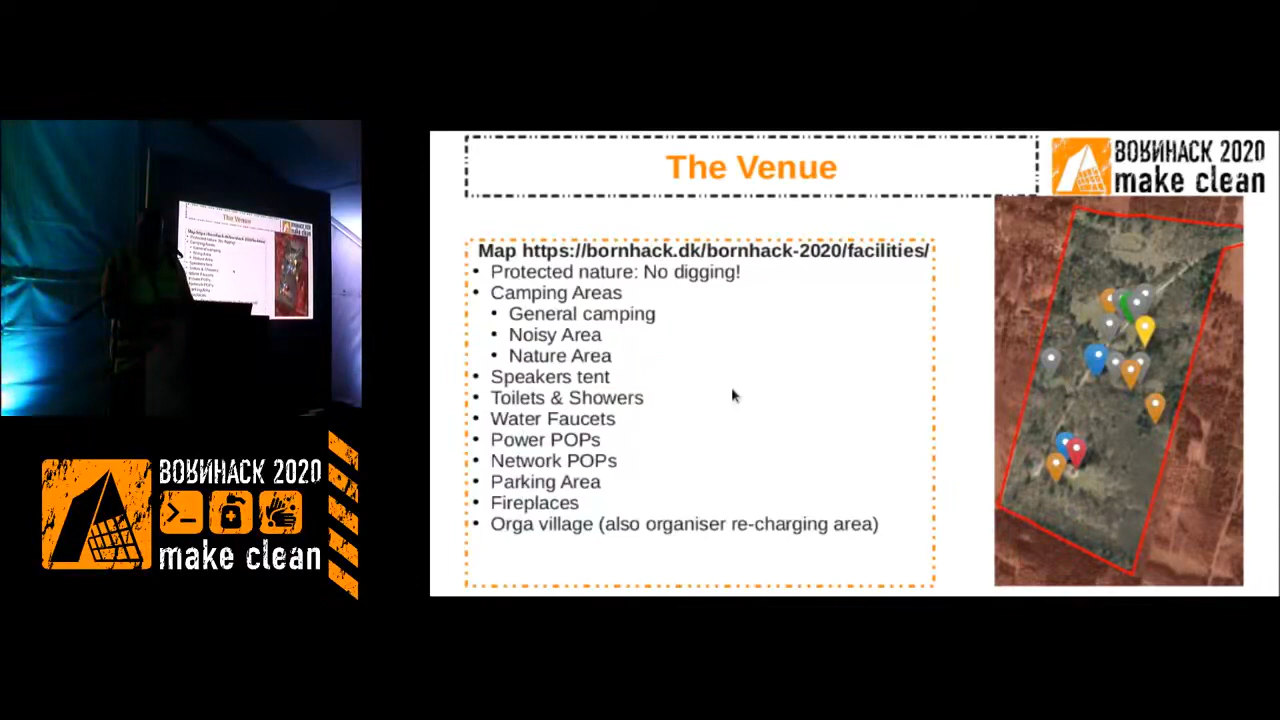 The Venue
BORNHACK 2020
make clean
Map https://bornhack.dk/bornhack-2020/facilities/
• Protected nature: No digging!
• Camping Areas
• General camping
• Noisy Area
• Nature Area
• Speakers tent
• Toilets & Showers
• Water Faucets
• Power POPs
• Network POPs
• Parking Area
• Fireplaces
• Orga village (also organiser re-charging area)
The Venue
BORNHACK 2020
make clean